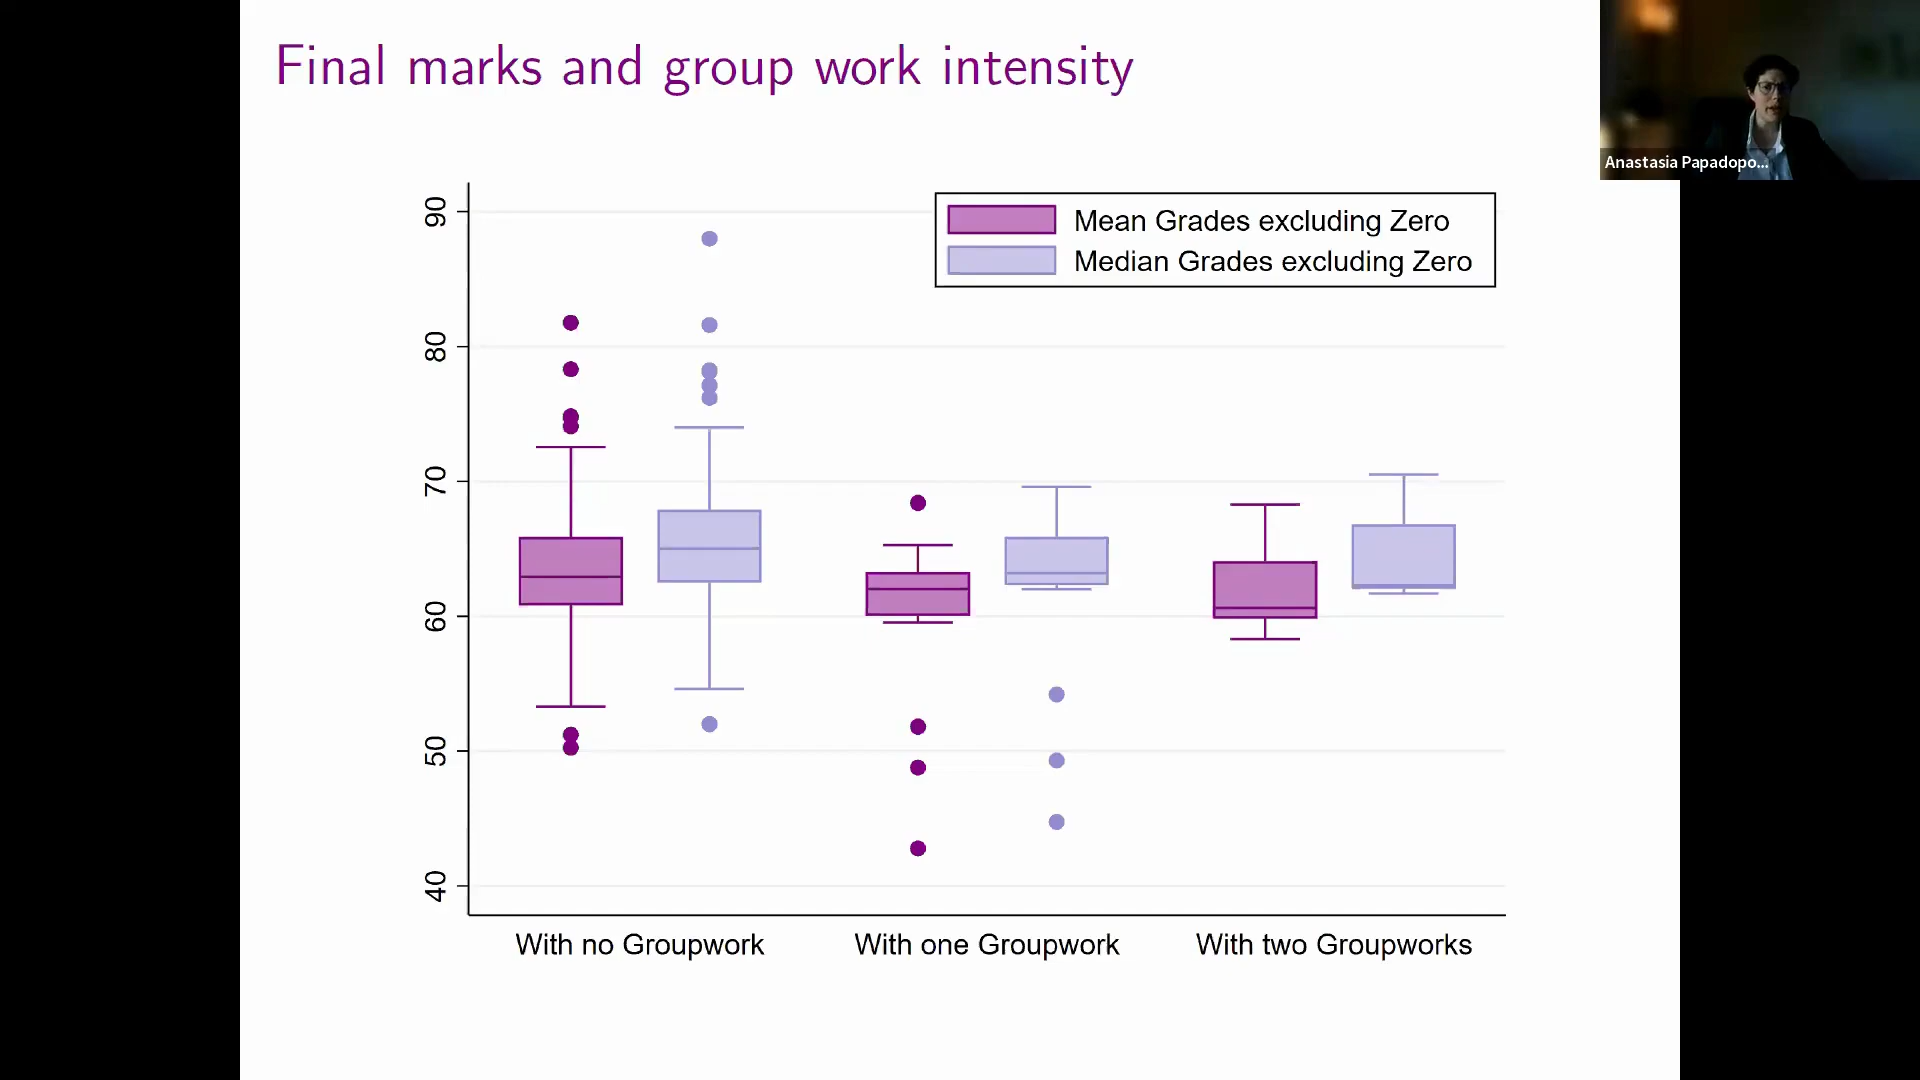 Final marks and group work intensity
Anastasia Papadopo...
Mean Grades excluding Zero
Median Grades excluding Zero
90
80
70
60
50
40
With no Groupwork
With one Groupwork
With two Groupworks